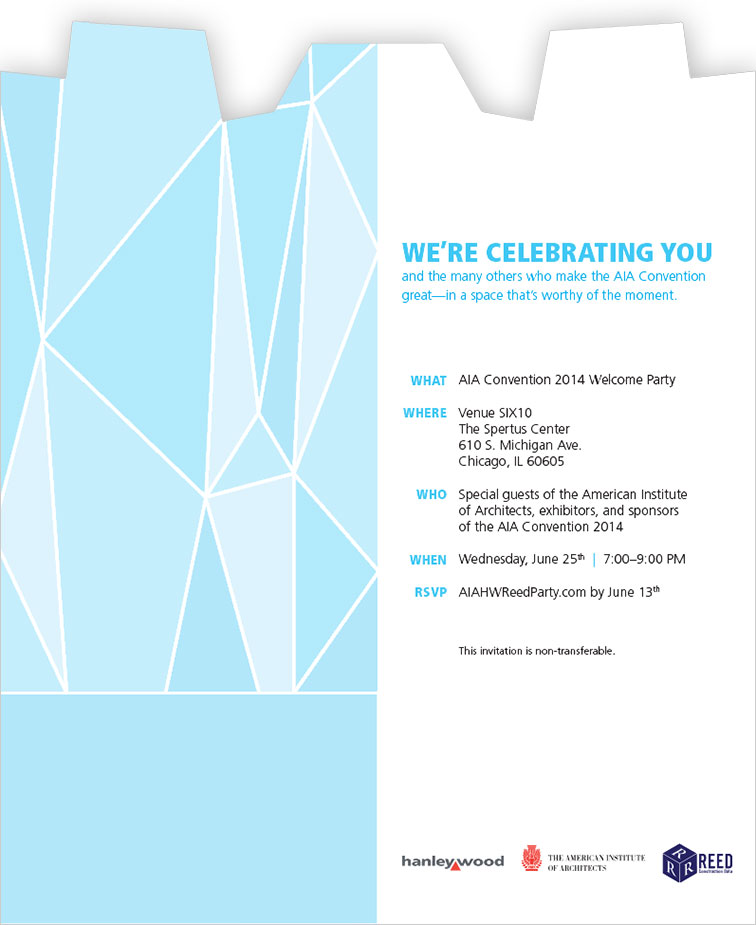 WE'RE CELEBRATING YOU
and the many others who make the AIA Convention
great—in a space that's worthy of the moment.
WHAT AIA Convention 2014 Welcome Party
WHERE Venue SIX10
The Spertus Center
610 S. Michigan Ave.
Chicago, IL 60605
WHO Special guests of the American Institute
of Architects, exhibitors, and sponsors
of the AIA Convention 2014
WHEN Wednesday, June 25th | 7:00–9:00 PM
RSVP AIAHWReedParty.com by June 13th
This invitation is non-transferable.
hanley wood
THE AMERICAN INSTITUTE
OF ARCHITECTS
R R R REED
Construction Data